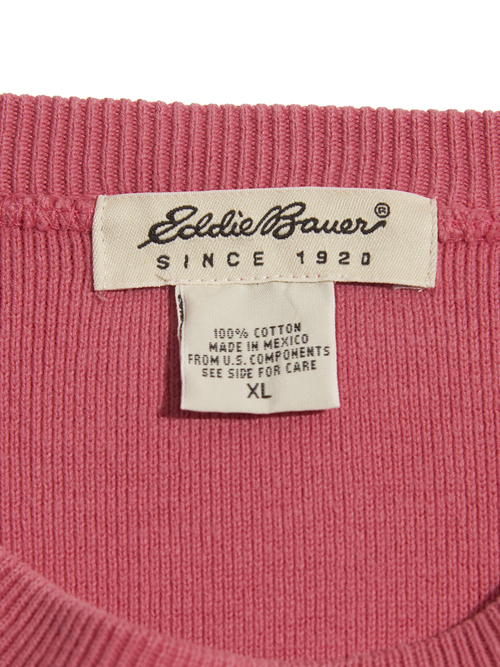 Eddie Bauer®
SINCE 1920
100% COTTON
MADE IN MEXICO
FROM U.S. COMPONENTS
SEE SIDE FOR CARE
XL